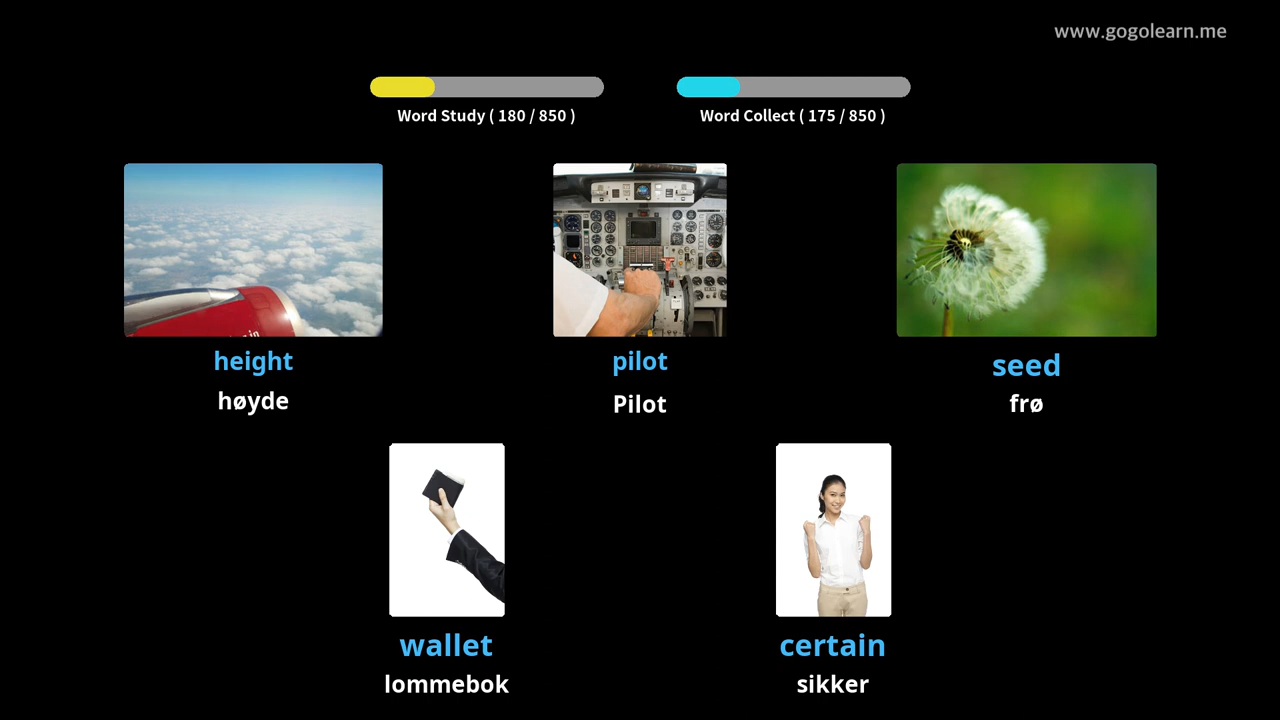 www.gogolearn.me
Word Study ( 180 / 850 )
Word Collect ( 175 / 850 )
height
høyde
pilot
Pilot
seed
frø
wallet
lommebok
certain
sikker